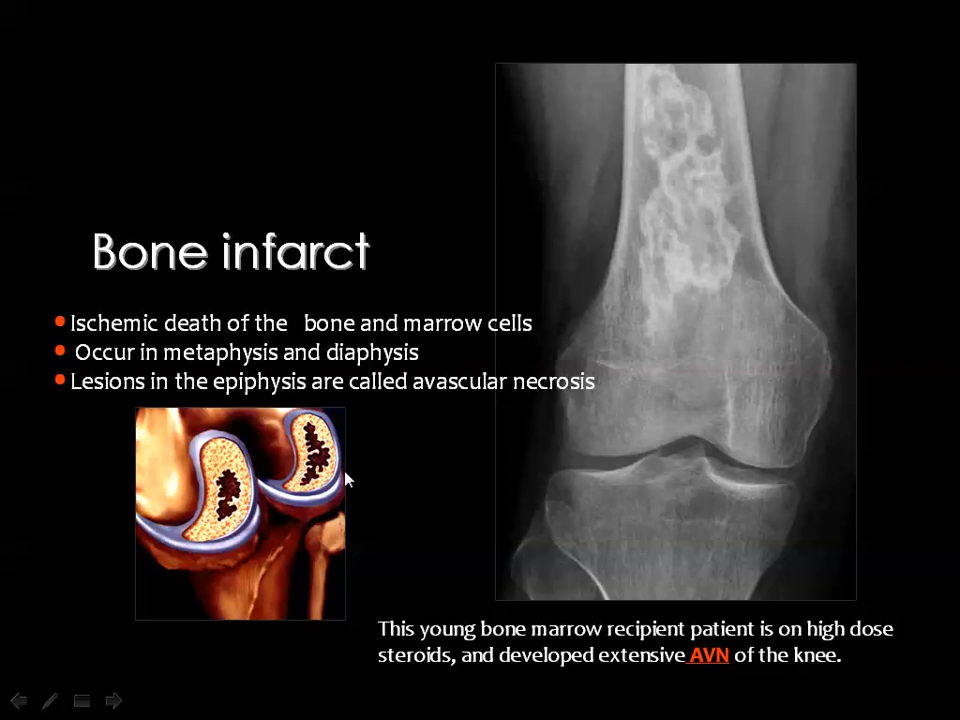 Bone infarct
Ischemic death of the bone and marrow cells
Occur in metaphysis and diaphysis
Lesions in the epiphysis are called avascular necrosis
This young bone marrow recipient patient is on high dose
steroids, and developed extensive AVN of the knee.